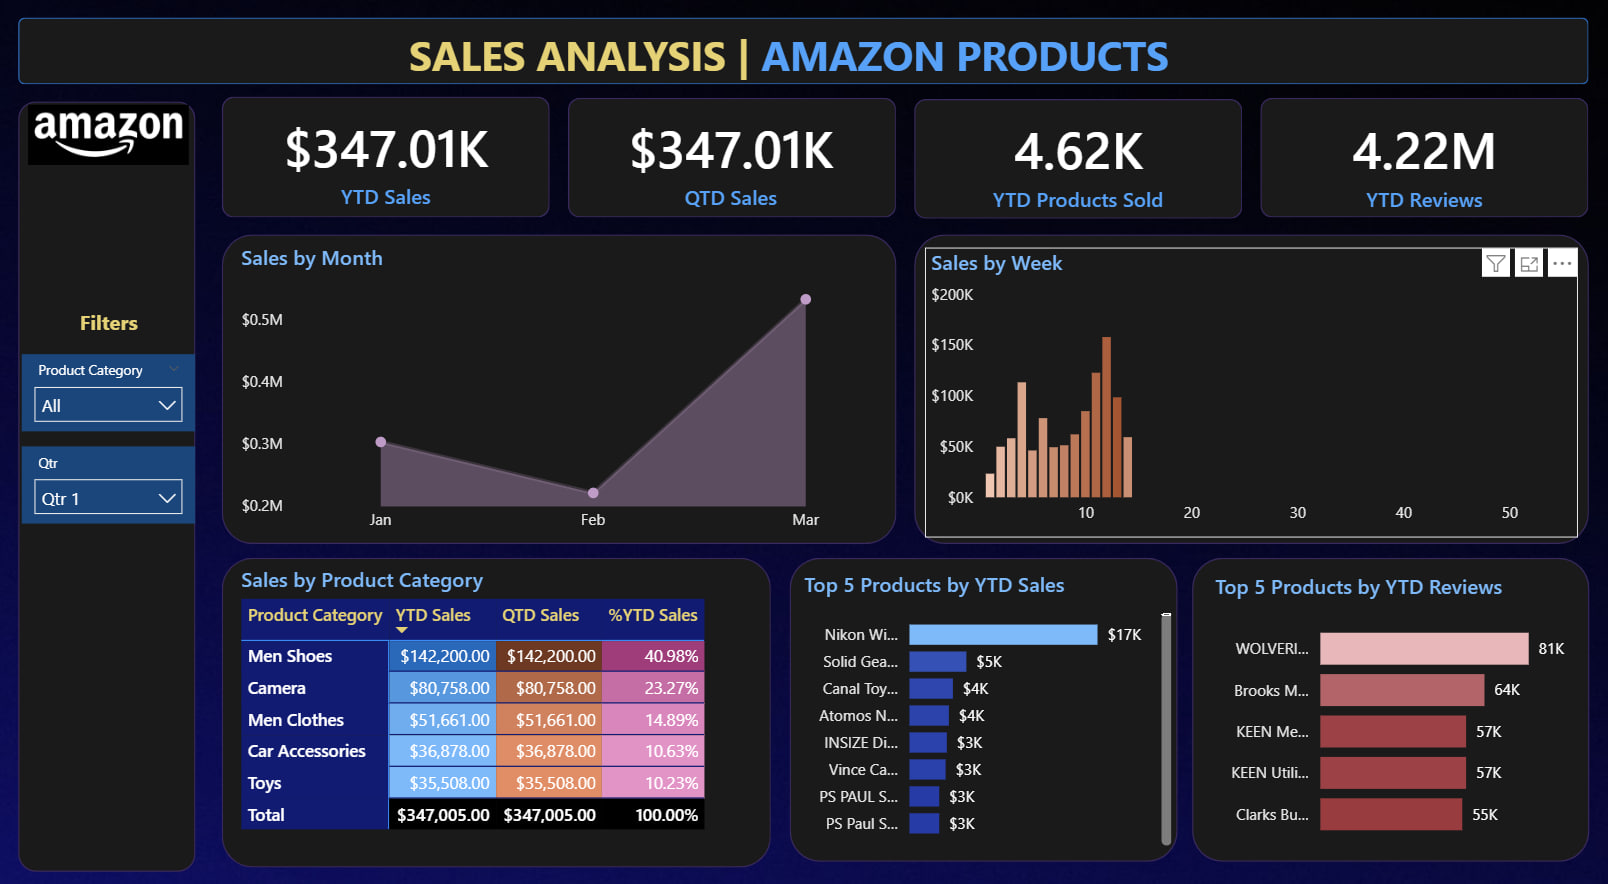 SALES ANALYSIS | AMAZON PRODUCTS
amazon
$347.01K
YTD Sales
$347.01K
QTD Sales
4.62K
YTD Products Sold
4.22M
YTD Reviews
Filters
Product Category
All
Qtr
Qtr 1
Sales by Month
$0.5M
$0.4M
$0.3M
$0.2M
Jan Feb Mar
Sales by Week
$200K
$150K
$100K
$50K
$0K
10 20 30 40 50
Sales by Product Category
Product Category YTD Sales QTD Sales %YTD Sales
Men Shoes $142,200.00 $142,200.00 40.98%
Camera $80,758.00 $80,758.00 23.27%
Men Clothes $51,661.00 $51,661.00 14.89%
Car Accessories $36,878.00 $36,878.00 10.63%
Toys $35,508.00 $35,508.00 10.23%
Total $347,005.00 $347,005.00 100.00%
Top 5 Products by YTD Sales
Nikon Wi... $17K
Solid Gea... $5K
Canal Toy... $4K
Atomos N... $4K
INSIZE Di... $3K
Vince Ca... $3K
PS PAUL S... $3K
PS Paul S... $3K
Top 5 Products by YTD Reviews
WOLVERI... 81K
Brooks M... 64K
KEEN Me... 57K
KEEN Utili... 57K
Clarks Bu... 55K